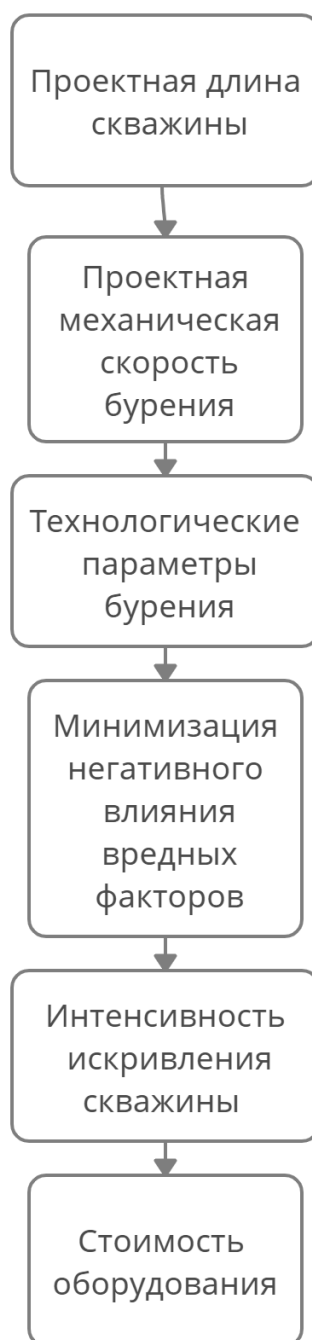 Проектная длина
скважины
Проектная
механическая
скорость
бурения
Технологические
параметры
бурения
Минимизация
негативного
влияния
вредных
факторов
Интенсивность
искривления
скважины
Стоимость
оборудования